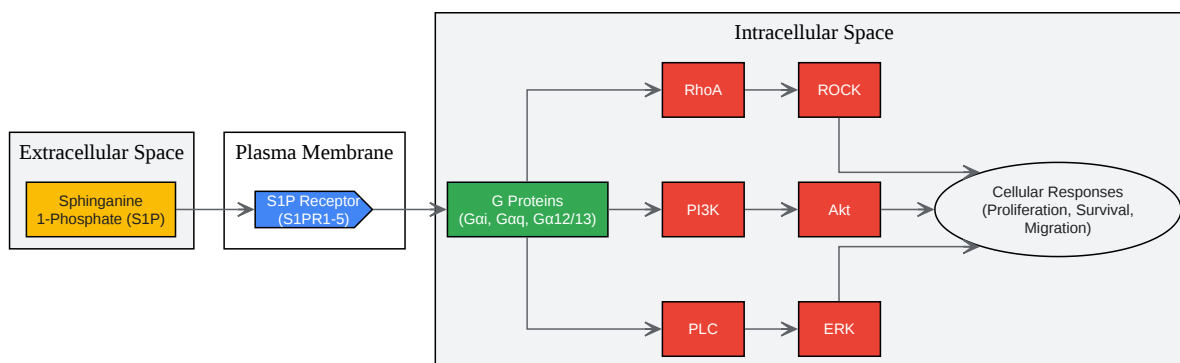 Intracellular Space
RhoA
ROCK
Extracellular Space
Plasma Membrane
Sphinganine
1-Phosphate (S1P)
S1P Receptor
(S1PR1-5)
G Proteins
(Gαi, Gαq, Gα12/13)
PI3K
Akt
Cellular Responses
(Proliferation, Survival,
Migration)
PLC
ERK